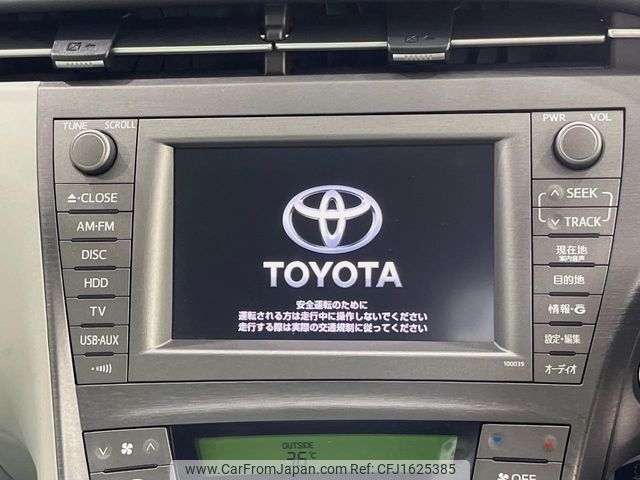 TUNE SCROLL
PWR VOL
⏏·CLOSE
AM·FM
DISC
HDD
TV
USB·AUX
SEEK
TRACK
現在地
案内音声
目的地
情報·G
設定·編集
オーディオ
TOYOTA
安全運転のために
運転される方は走行中に操作しないでください
走行する際は実際の交通規制に従ってください
100039
OUTSIDE
36℃
OFF
© CarFromJapan www.CarFromJapan.com CFJ1625385